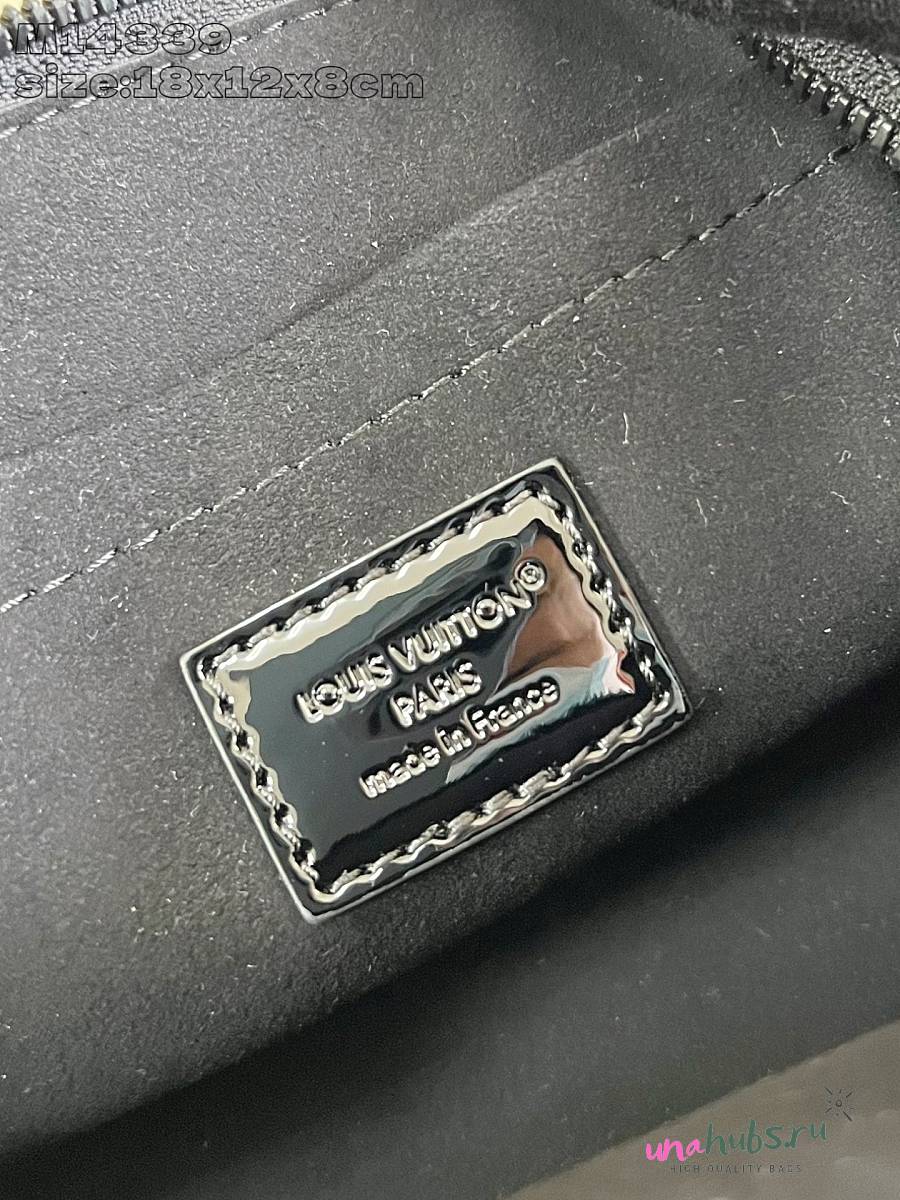 M14339
size:18x12x8cm
LOUIS VUITTON®
PARIS
made in France
unahubs.ru
HIGH QUALITY BAGS